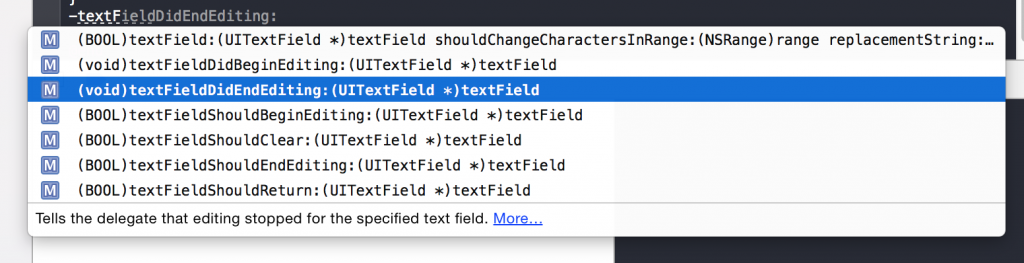 -textFieldDidEndEditing:
M (BOOL)textField:(UITextField *)textField shouldChangeCharactersInRange:(NSRange)range replacementString:…
M (void)textFieldDidBeginEditing:(UITextField *)textField
M (void)textFieldDidEndEditing:(UITextField *)textField
M (BOOL)textFieldShouldBeginEditing:(UITextField *)textField
M (BOOL)textFieldShouldClear:(UITextField *)textField
M (BOOL)textFieldShouldEndEditing:(UITextField *)textField
M (BOOL)textFieldShouldReturn:(UITextField *)textField
Tells the delegate that editing stopped for the specified text field. More…